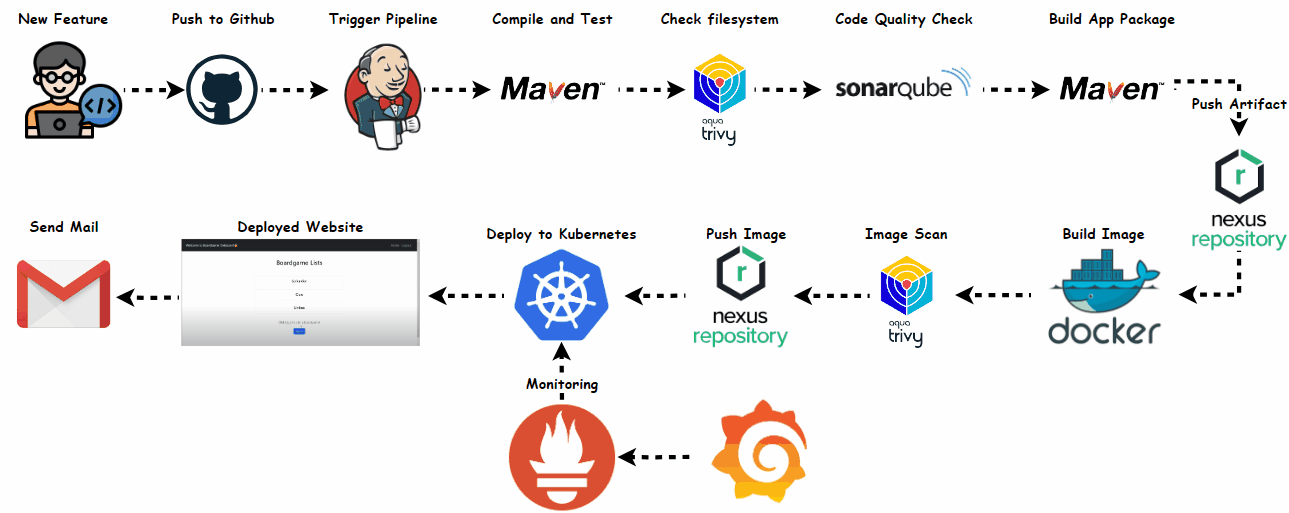 New Feature
Push to Github
Trigger Pipeline
Compile and Test
Check filesystem
Code Quality Check
Build App Package
Maven™
aqua
trivy
sonarqube
Maven™
Push Artifact
nexus
repository
Send Mail
Deployed Website
Deploy to Kubernetes
Push Image
Image Scan
Build Image
Boardgame Lists
nexus
repository
aqua
trivy
docker
Monitoring